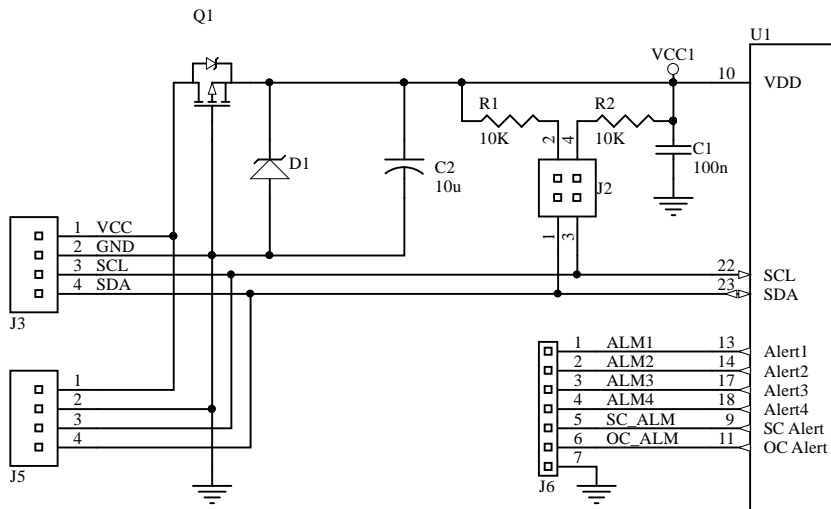 Q1
U1
VCC1
10 VDD
R1
10K
R2
10K
2
4
C1
100n
D1
C2
10u
J2
1
3
1 VCC
2 GND
3 SCL
4 SDA
J3
22 SCL
23 SDA
1
2
3
4
J5
1 ALM1 13 Alert1
2 ALM2 14 Alert2
3 ALM3 17 Alert3
4 ALM4 18 Alert4
5 SC_ALM 9 SC Alert
6 OC_ALM 11 OC Alert
7
J6